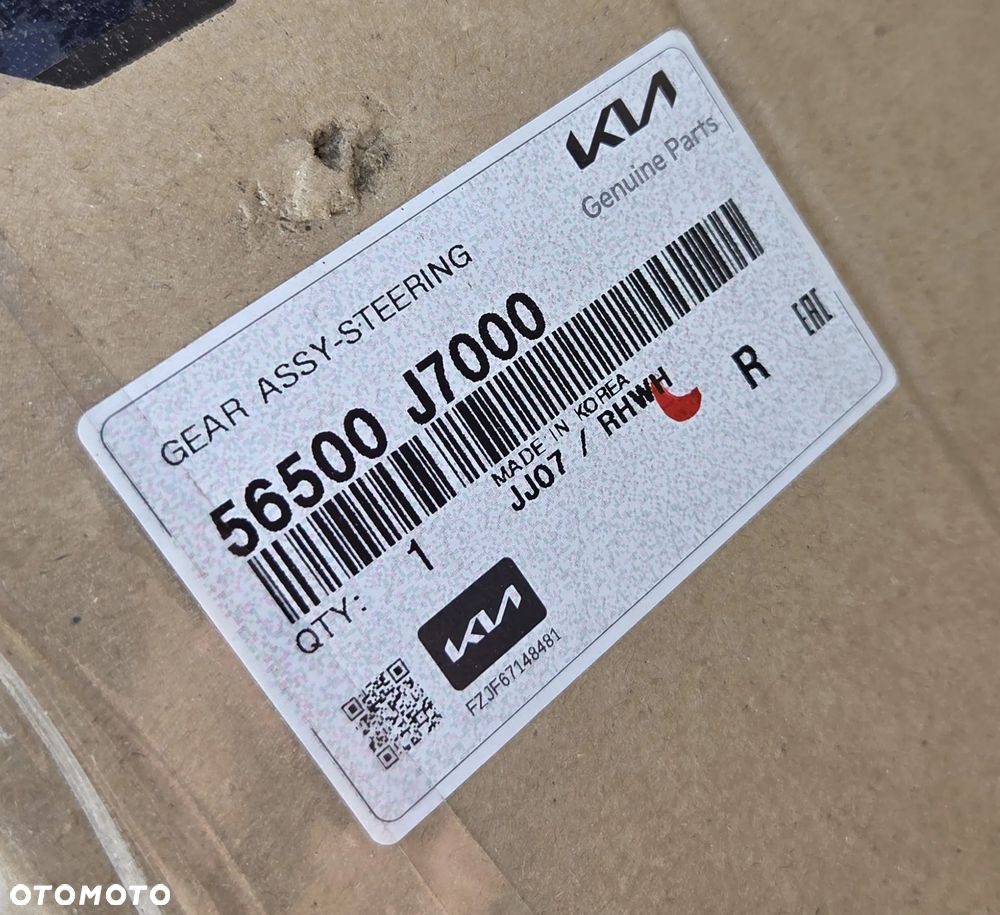 KIA
Genuine Parts
GEAR ASSY-STEERING
56500 J7000
MADE IN KOREA
JJ07 / RHWH
R
EAC
QTY: 1
KIA
FZJF67148481
OTOMOTO